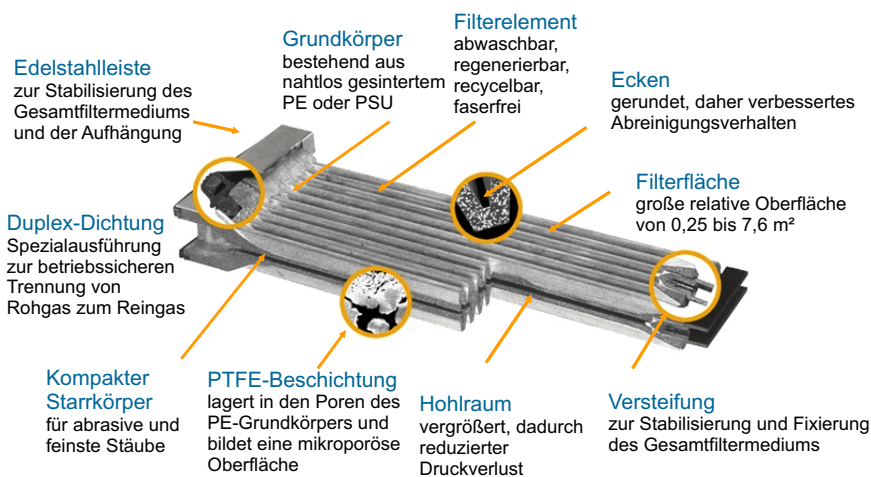 Edelstahlleiste
zur Stabilisierung des
Gesamtfiltermediums
und der Aufhängung
Grundkörper
bestehend aus
nahtlos gesintertem
PE oder PSU
Filterelement
abwaschbar,
regenerierbar,
recycelbar,
faserfrei
Ecken
gerundet, daher verbessertes
Abreinigungsverhalten
Filterfläche
große relative Oberfläche
von 0,25 bis 7,6 m²
Duplex-Dichtung
Spezialausführung
zur betriebssicheren
Trennung von
Rohgas zum Reingas
Kompakter
Starrkörper
für abrasive und
feinste Stäube
PTFE-Beschichtung
lagert in den Poren des
PE-Grundkörpers und
bildet eine mikroporöse
Oberfläche
Hohlraum
vergrößert, dadurch
reduzierter
Druckverlust
Versteifung
zur Stabilisierung und Fixierung
des Gesamtfiltermediums